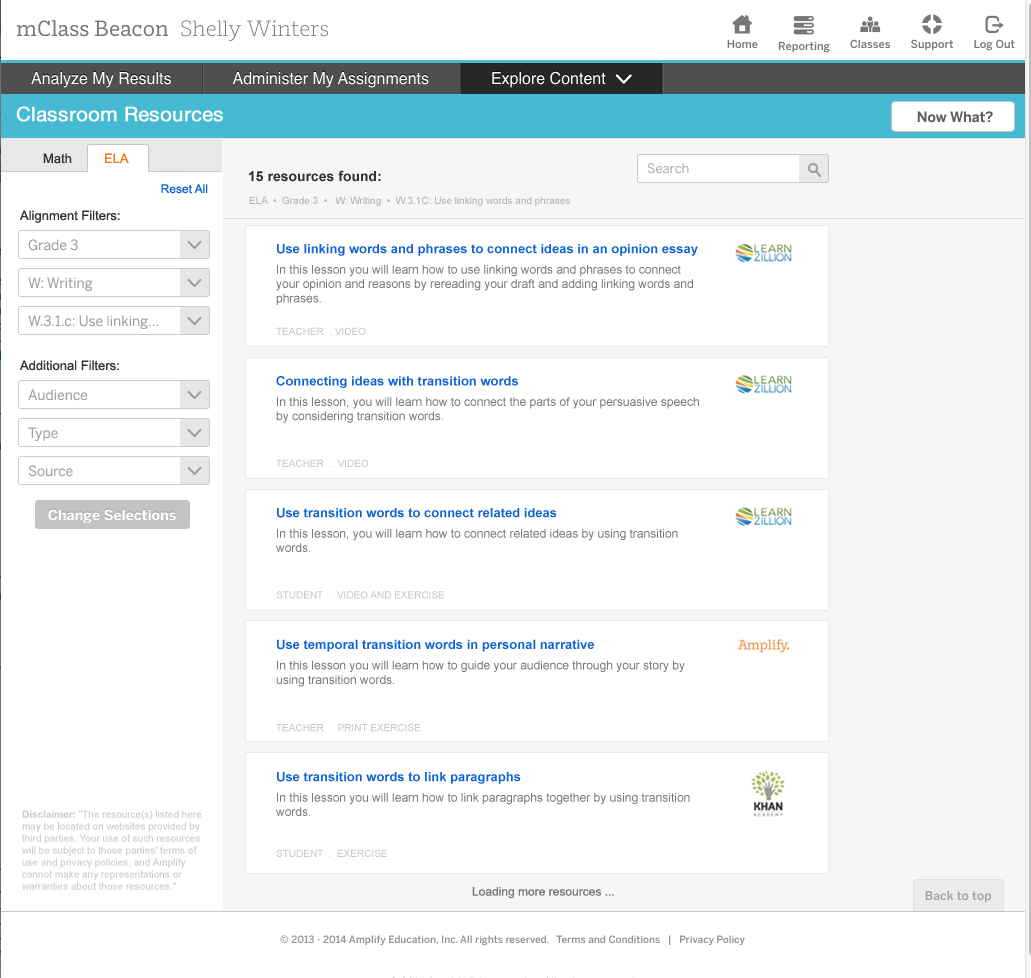 mClass Beacon Shelly Winters
Home Reporting Classes Support Log Out
Analyze My Results Administer My Assignments Explore Content
Classroom Resources Now What?
Math ELA
Reset All
Alignment Filters:
Grade 3
W: Writing
W.3.1.c: Use linking...
Additional Filters:
Audience
Type
Source
Change Selections
Disclaimer: "The resource(s) listed here
may be located on websites provided by
third parties. Your use of such resources
will be subject to those parties' terms of
use and privacy policies, and Amplify
cannot make any representations or
warranties about those resources."
15 resources found:
Search
ELA • Grade 3 • W: Writing • W.3.1C: Use linking words and phrases
Use linking words and phrases to connect ideas in an opinion essay
LEARN
ZILLION
In this lesson you will learn how to use linking words and phrases to connect
your opinion and reasons by rereading your draft and adding linking words and
phrases.
TEACHER . VIDEO
Connecting ideas with transition words
LEARN
ZILLION
In this lesson, you will learn how to connect the parts of your persuasive speech
by considering transition words.
TEACHER . VIDEO
Use transition words to connect related ideas
LEARN
ZILLION
In this lesson, you will learn how to connect related ideas by using transition
words.
STUDENT . VIDEO AND EXERCISE
Use temporal transition words in personal narrative
Amplify.
In this lesson you will learn how to guide your audience through your story by
using transition words.
TEACHER . PRINT EXERCISE
Use transition words to link paragraphs
In this lesson you will learn how to link paragraphs together by using transition
words.
KHAN
ACADEMY
STUDENT . EXERCISE
Loading more resources ...
Back to top
© 2013 - 2014 Amplify Education, Inc. All rights reserved. Terms and Conditions | Privacy Policy